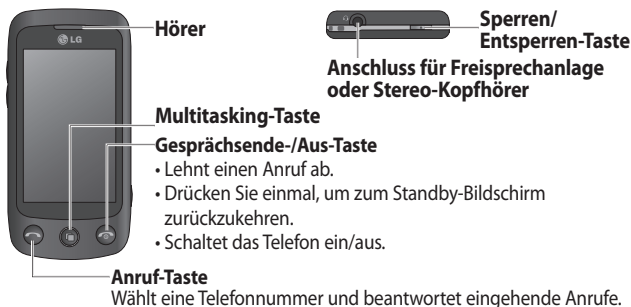 Hörer
LG
Sperren/
Entsperren-Taste
Anschluss für Freisprechanlage
oder Stereo-Kopfhörer
Multitasking-Taste
Gesprächsende-/Aus-Taste
• Lehnt einen Anruf ab.
• Drücken Sie einmal, um zum Standby-Bildschirm
zurückzukehren.
• Schaltet das Telefon ein/aus.
Anruf-Taste
Wählt eine Telefonnummer und beantwortet eingehende Anrufe.